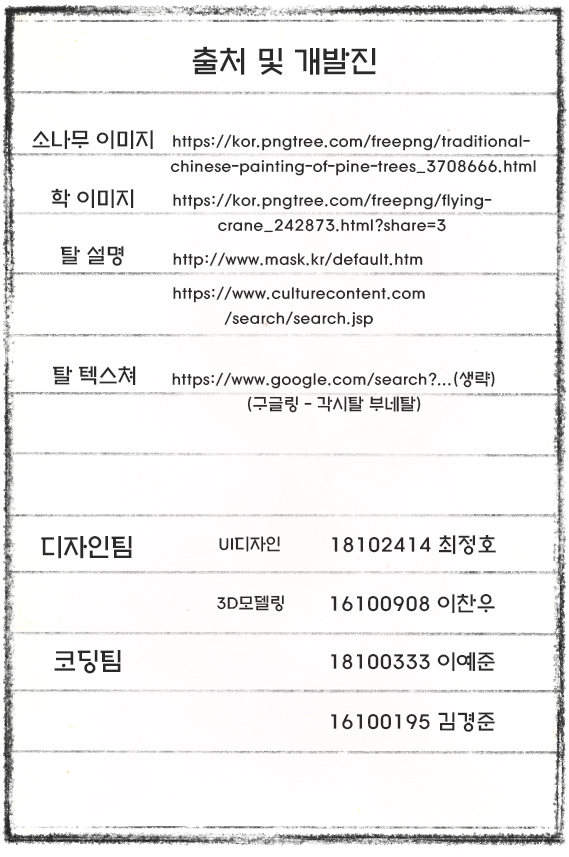 출처 및 개발진
소나무 이미지 https://kor.pngtree.com/freepng/traditional-
chinese-painting-of-pine-trees_3708666.html
학 이미지 https://kor.pngtree.com/freepng/flying-
crane_242873.html?share=3
탈 설명 http://www.mask.kr/default.htm
https://www.culturecontent.com
/search/search.jsp
탈 텍스쳐 https://www.google.com/search?...(생략)
(구글링 - 각시탈 부네탈)
디자인팀 UI디자인 18102414 최정호
3D모델링 16100908 이찬우
코딩팀 18100333 이예준
16100195 김경준